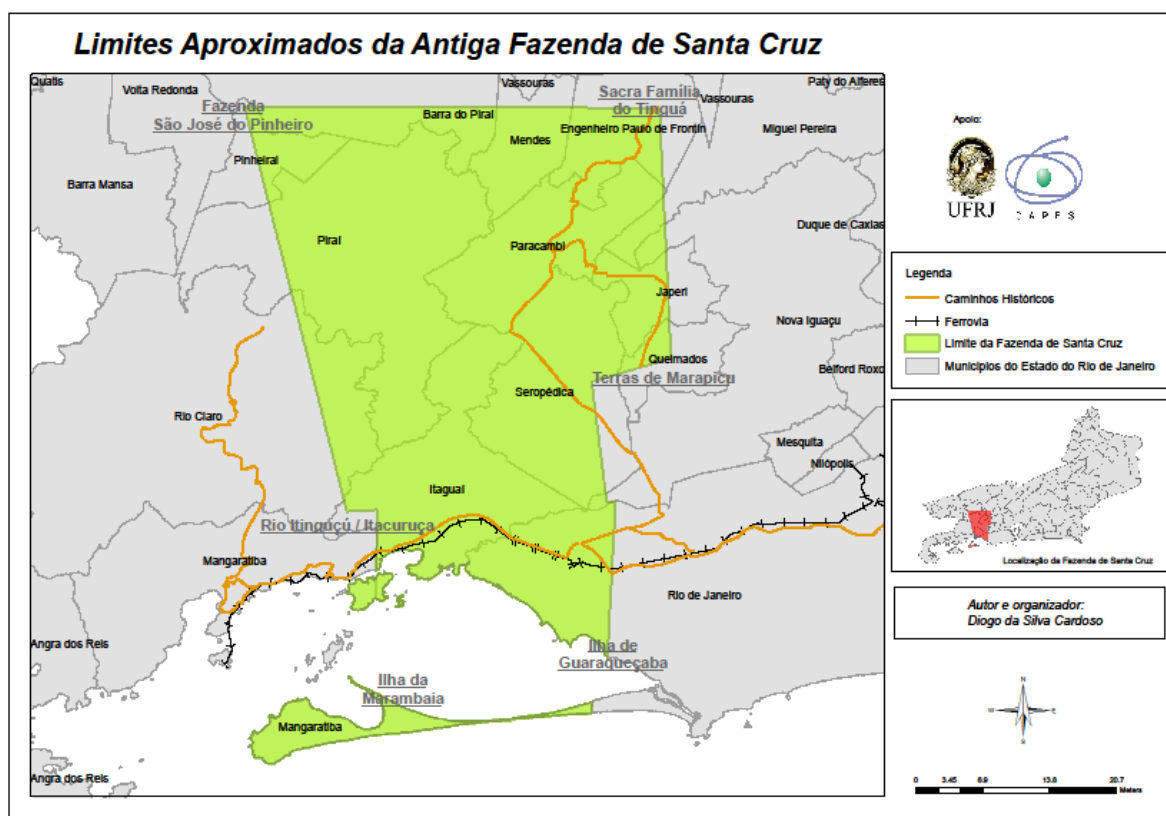 Limites Aproximados da Antiga Fazenda de Santa Cruz
Quatis
Volta Redonda
Vassouras
Paty do Alferes
Fazenda
São José do Pinheiro
Barra do Piraí
Sacra Família
do Tinguá
Vassouras
Mendes
Engenheiro Paulo de Frontin
Miguel Pereira
Pinheiral
Barra Mansa
Piraí
Paracambi
Duque de Caxias
Japeri
Nova Iguaçu
Queimados
Terras de Marapicu
Belford Roxo
Seropédica
Rio Claro
Mesquita
Nilópolis
Itaguaí
Rio Itinguçú / Itacuruça
Mangaratiba
Rio de Janeiro
Angra dos Reis
Ilha de
Guaraqueçaba
Ilha da
Marambaia
Mangaratiba
Angra dos Reis
Apoio:
UFRJ
CAPES
Legenda
Caminhos Históricos
Ferrovia
Limite da Fazenda de Santa Cruz
Municípios do Estado do Rio de Janeiro
Localização da Fazenda de Santa Cruz
Autor e organizador:
Diogo da Silva Cardoso
N
W
E
S
0 3.45 6.9 13.8 20.7
Meters